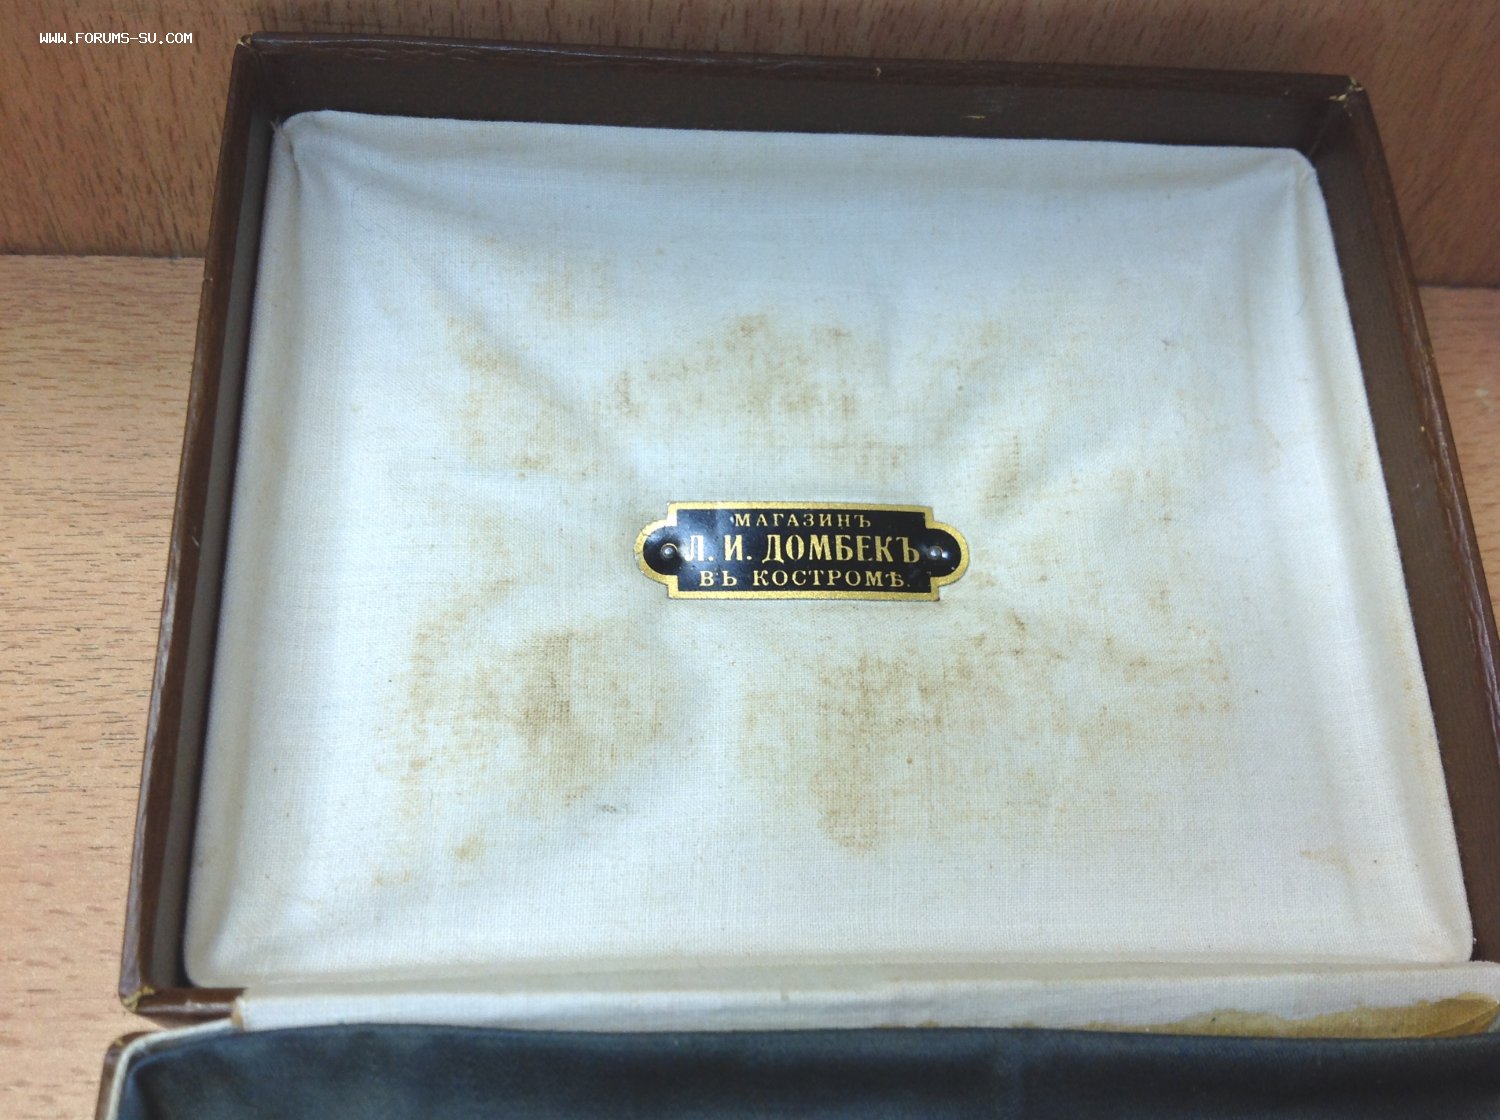 WWW.FORUMS-SU.COM
МАГАЗИНЪ
Л. И. ДОМБЕКЪ
ВЪ КОСТРОМѢ.